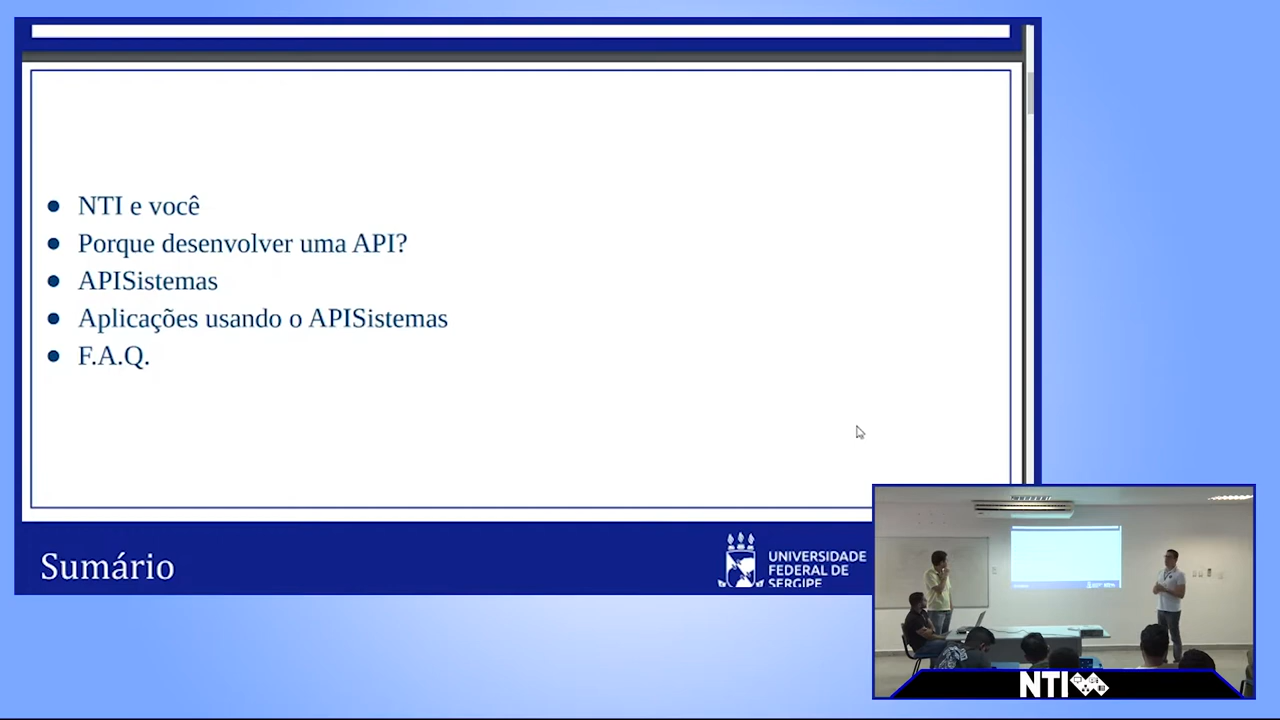 NTI e você
Porque desenvolver uma API?
APISistemas
Aplicações usando o APISistemas
F.A.Q.
Sumário
UNIVERSIDADE
FEDERAL DE
SERGIPE
NTI